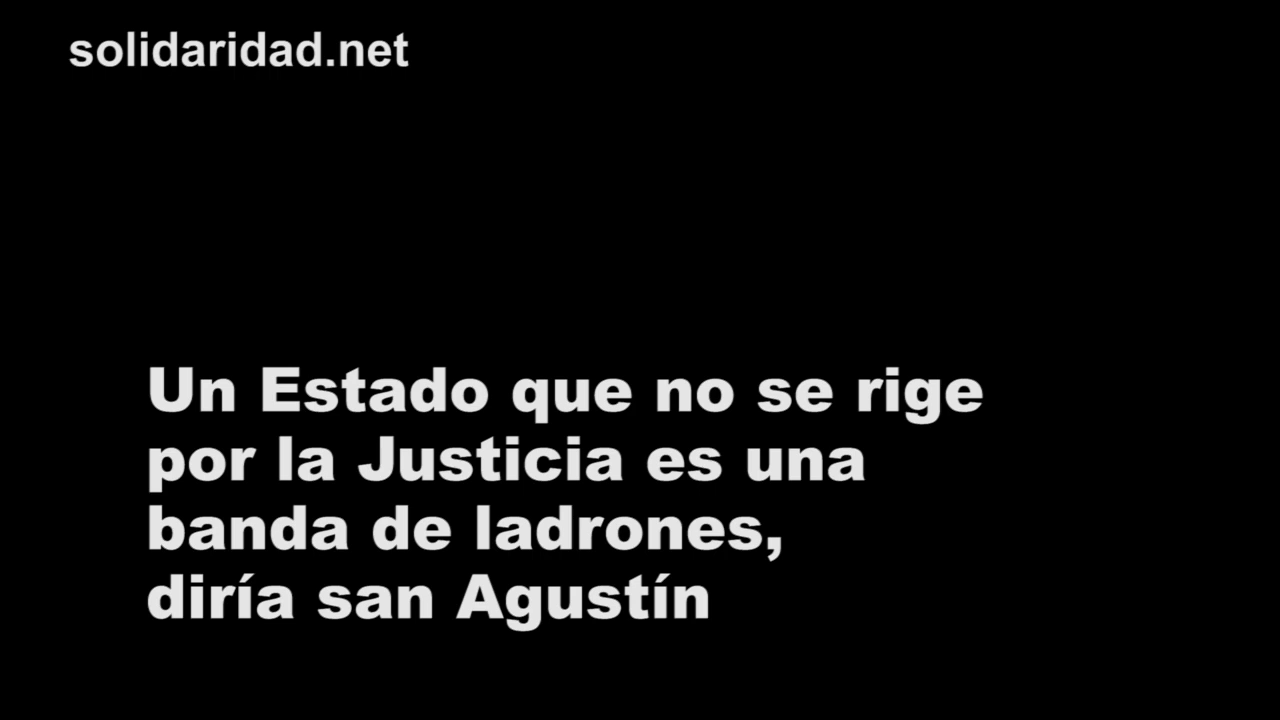 solidaridad.net
Un Estado que no se rige
por la Justicia es una
banda de ladrones,
diría san Agustín